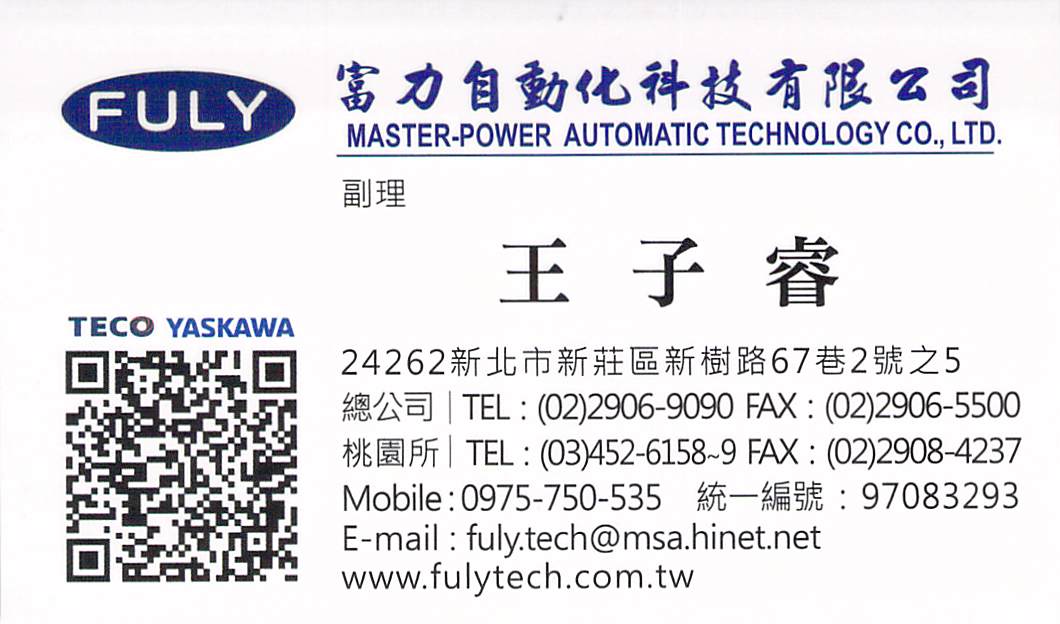 FULY
富力自動化科技有限公司
MASTER-POWER AUTOMATIC TECHNOLOGY CO., LTD.
副理
王子睿
TECO YASKAWA
24262新北市新莊區新樹路67巷2號之5
總公司｜TEL : (02)2906-9090 FAX : (02)2906-5500
桃園所｜TEL : (03)452-6158~9 FAX : (02)2908-4237
Mobile : 0975-750-535 統一編號 : 97083293
E-mail : fuly.tech@msa.hinet.net
www.fulytech.com.tw